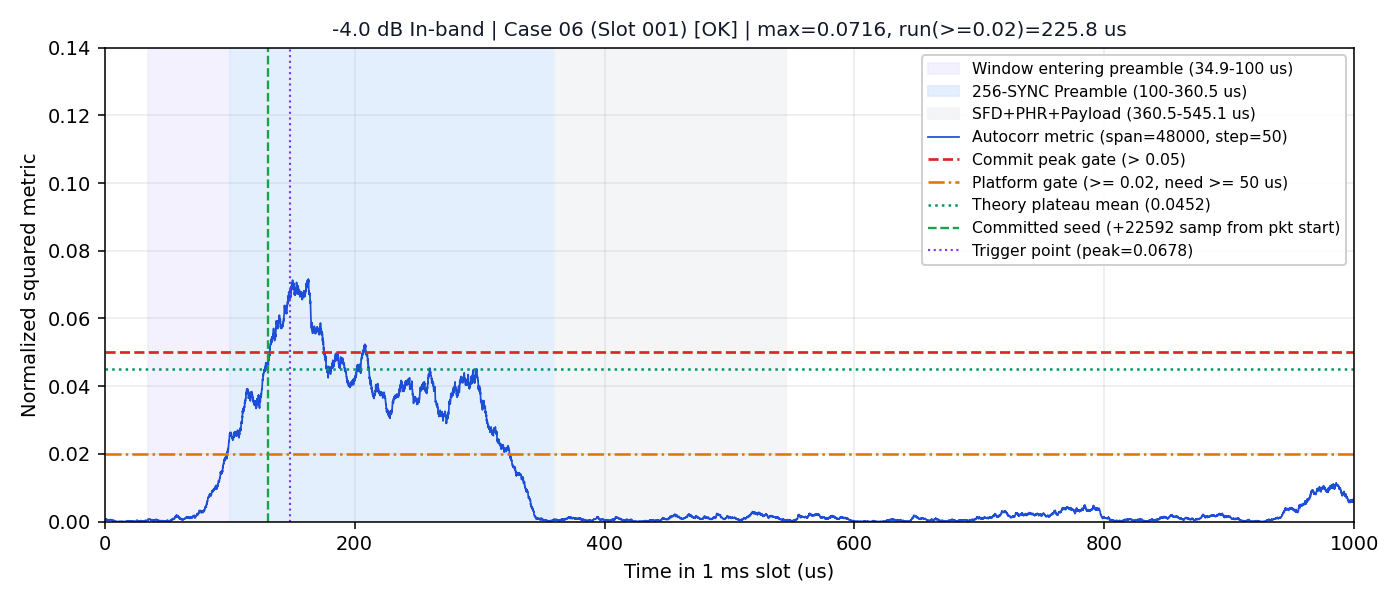 -4.0 dB In-band | Case 06 (Slot 001) [OK] | max=0.0716, run(>=0.02)=225.8 us
Normalized squared metric
0.14
0.12
0.10
0.08
0.06
0.04
0.02
0.00
Window entering preamble (34.9-100 us)
256-SYNC Preamble (100-360.5 us)
SFD+PHR+Payload (360.5-545.1 us)
Autocorr metric (span=48000, step=50)
Commit peak gate (> 0.05)
Platform gate (>= 0.02, need >= 50 us)
Theory plateau mean (0.0452)
Committed seed (+22592 samp from pkt start)
Trigger point (peak=0.0678)
0 200 400 600 800 1000
Time in 1 ms slot (us)